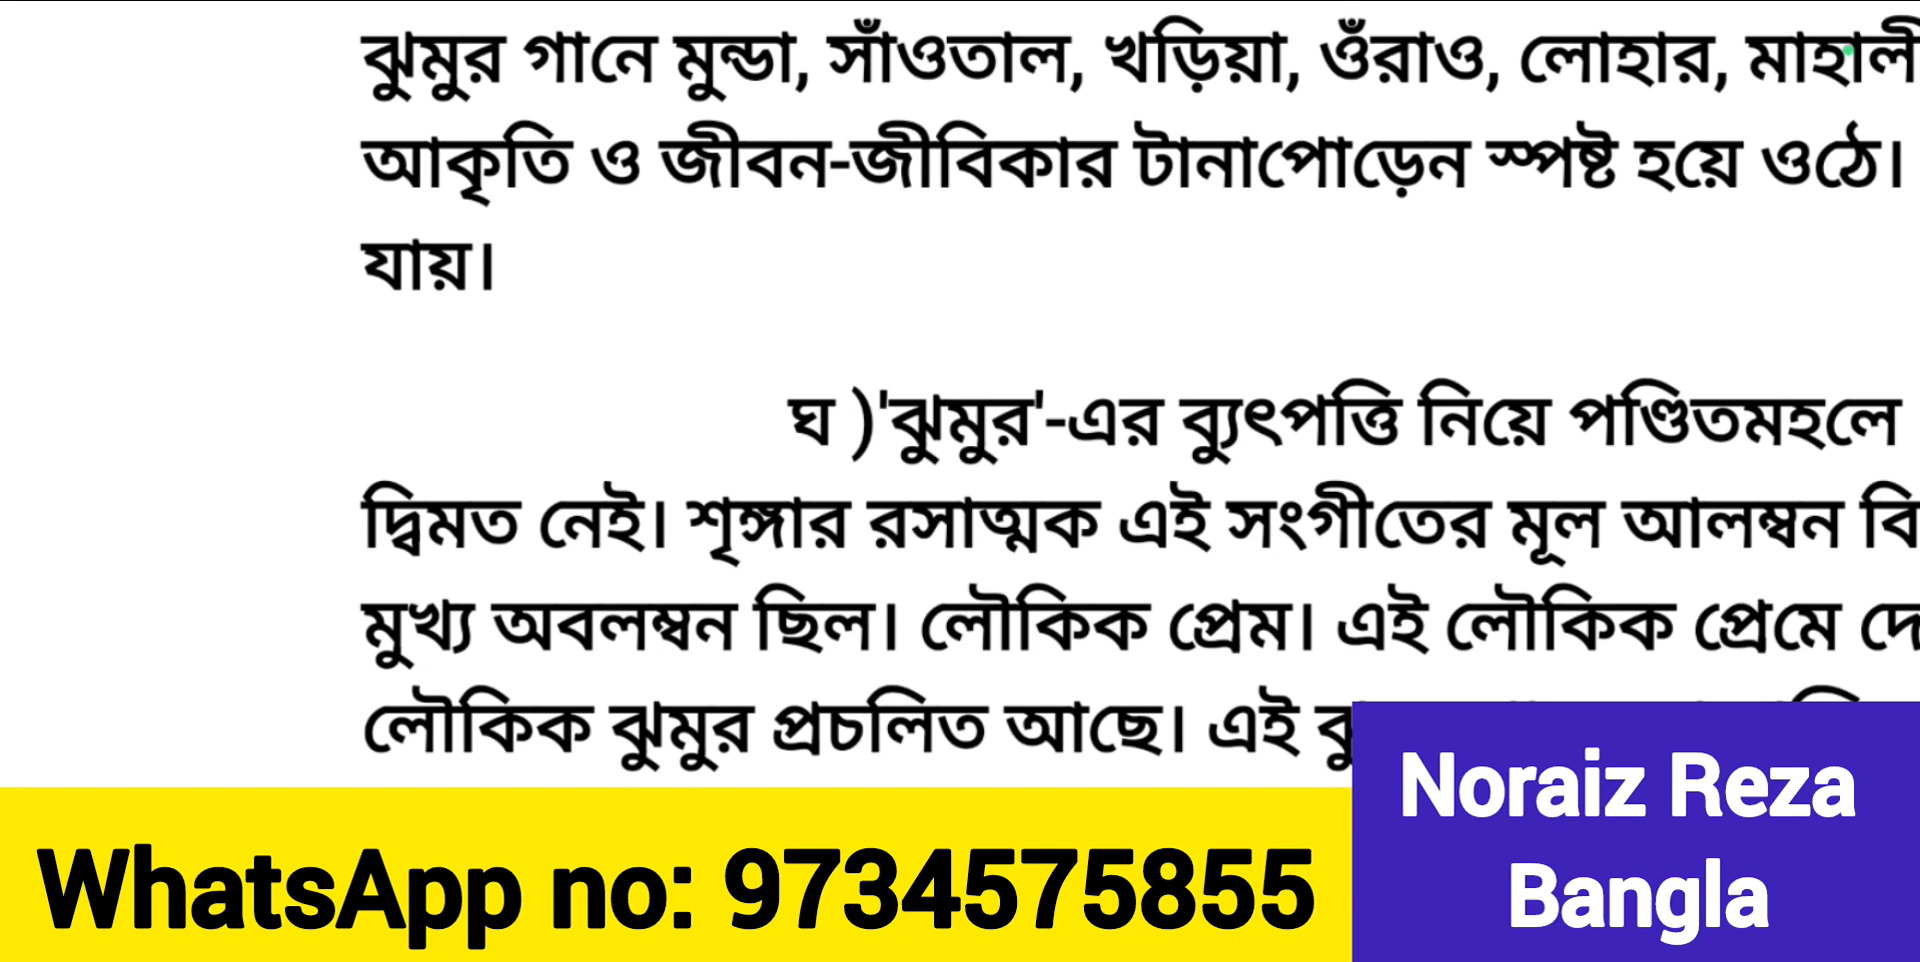 ঝুমুর গানে মুন্ডা, সাঁওতাল, খড়িয়া, ওঁরাও, লোহার, মাহালী
আকৃতি ও জীবন-জীবিকার টানাপোড়েন স্পষ্ট হয়ে ওঠে।
যায়।
ঘ )'ঝুমুর'-এর ব্যুৎপত্তি নিয়ে পণ্ডিতমহলে
দ্বিমত নেই। শৃঙ্গার রসাত্মক এই সংগীতের মূল আলম্বন বি
মুখ্য অবলম্বন ছিল। লৌকিক প্রেম। এই লৌকিক প্রেমে দে
লৌকিক ঝুমুর প্রচলিত আছে। এই
WhatsApp no: 9734575855
Noraiz Reza
Bangla